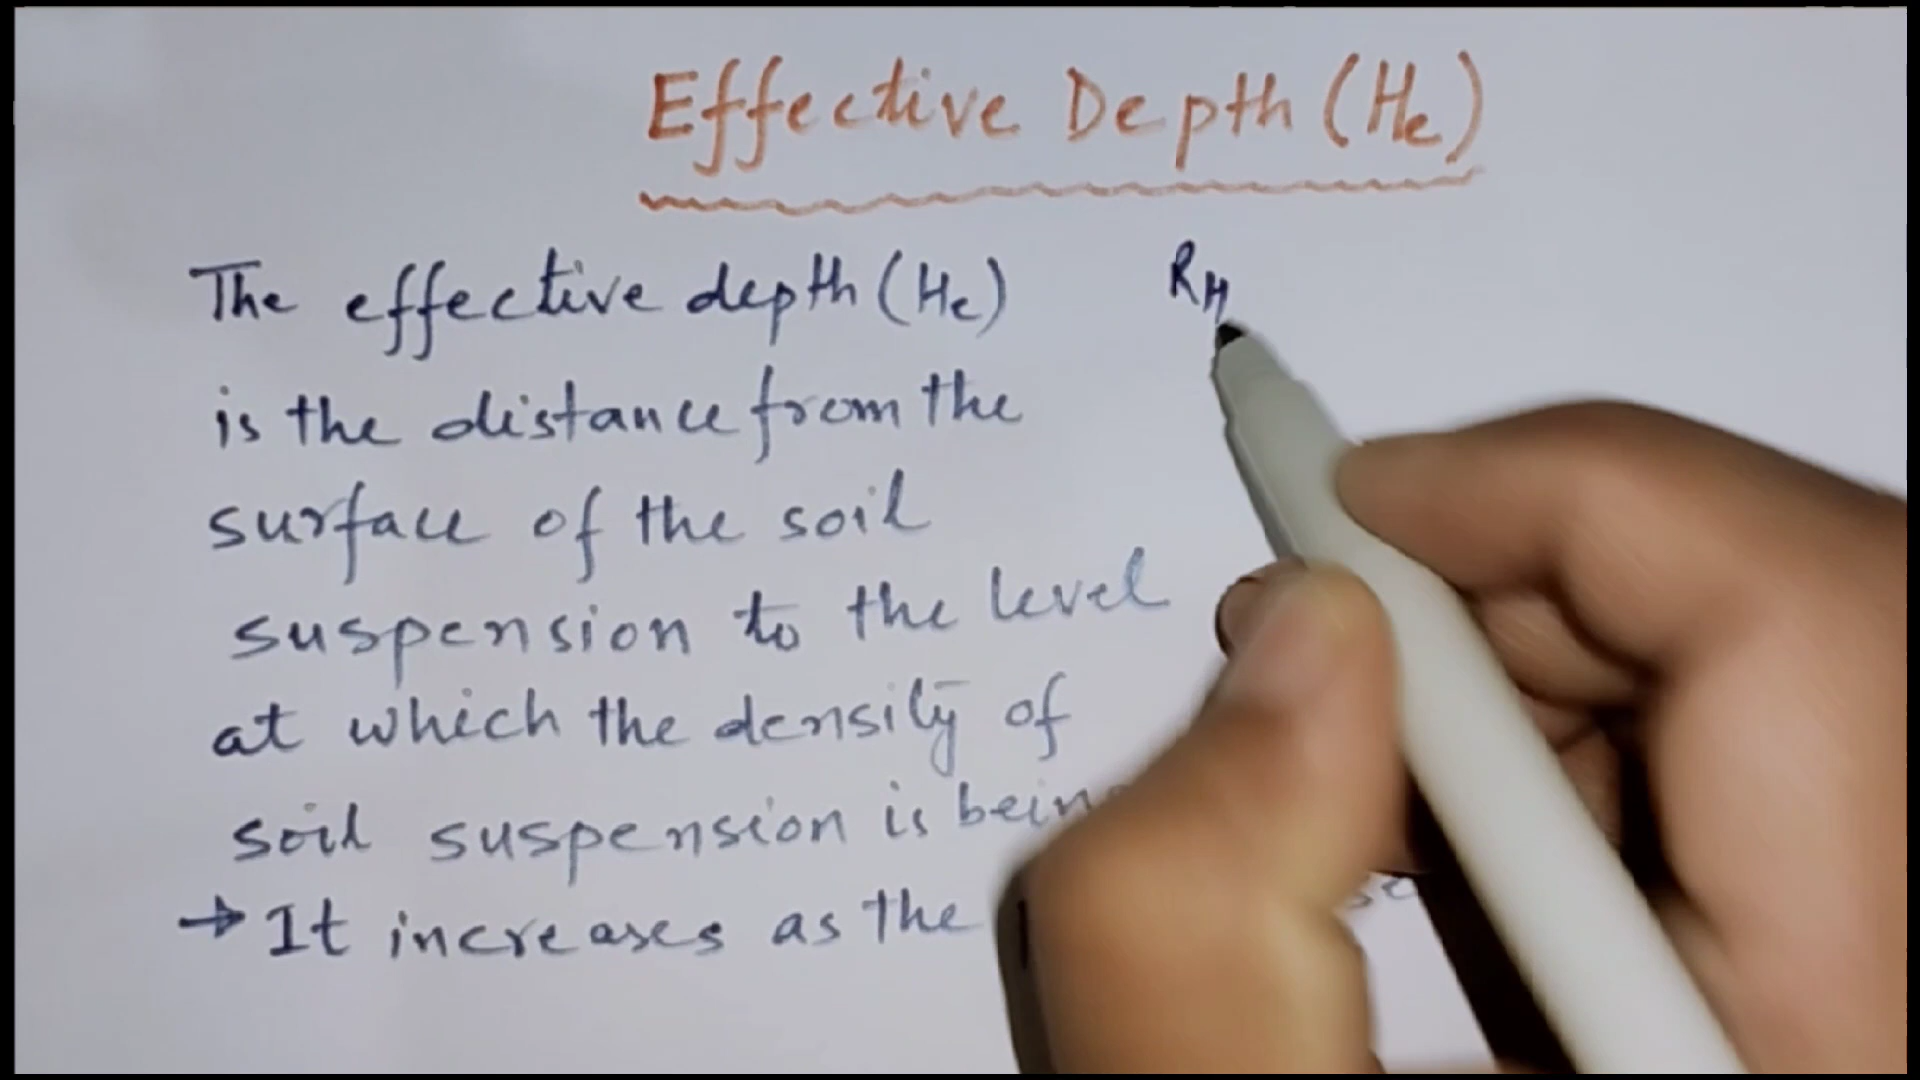 Effective Depth (He)
The effective depth (He)
RH
is the distance from the
surface of the soil
suspension to the level
at which the density of
soil suspension is being
→ It increases as the